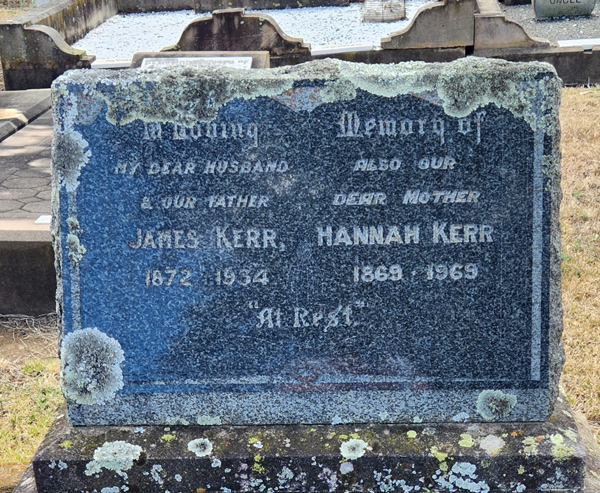 In Loving Memory of
MY DEAR HUSBAND
& OUR FATHER
JAMES KERR,
1872 - 1934
ALSO OUR
DEAR MOTHER
HANNAH KERR
1869 - 1969
"At Rest"